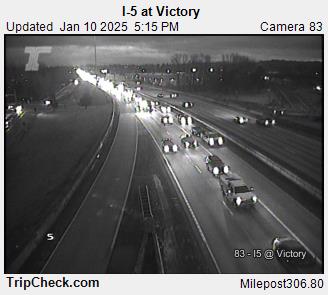 I-5 at Victory
Updated Jan 10 2025 5:15 PM Camera 83
T
S
83 - I5 @ Victory
TripCheck.com Milepost306.80